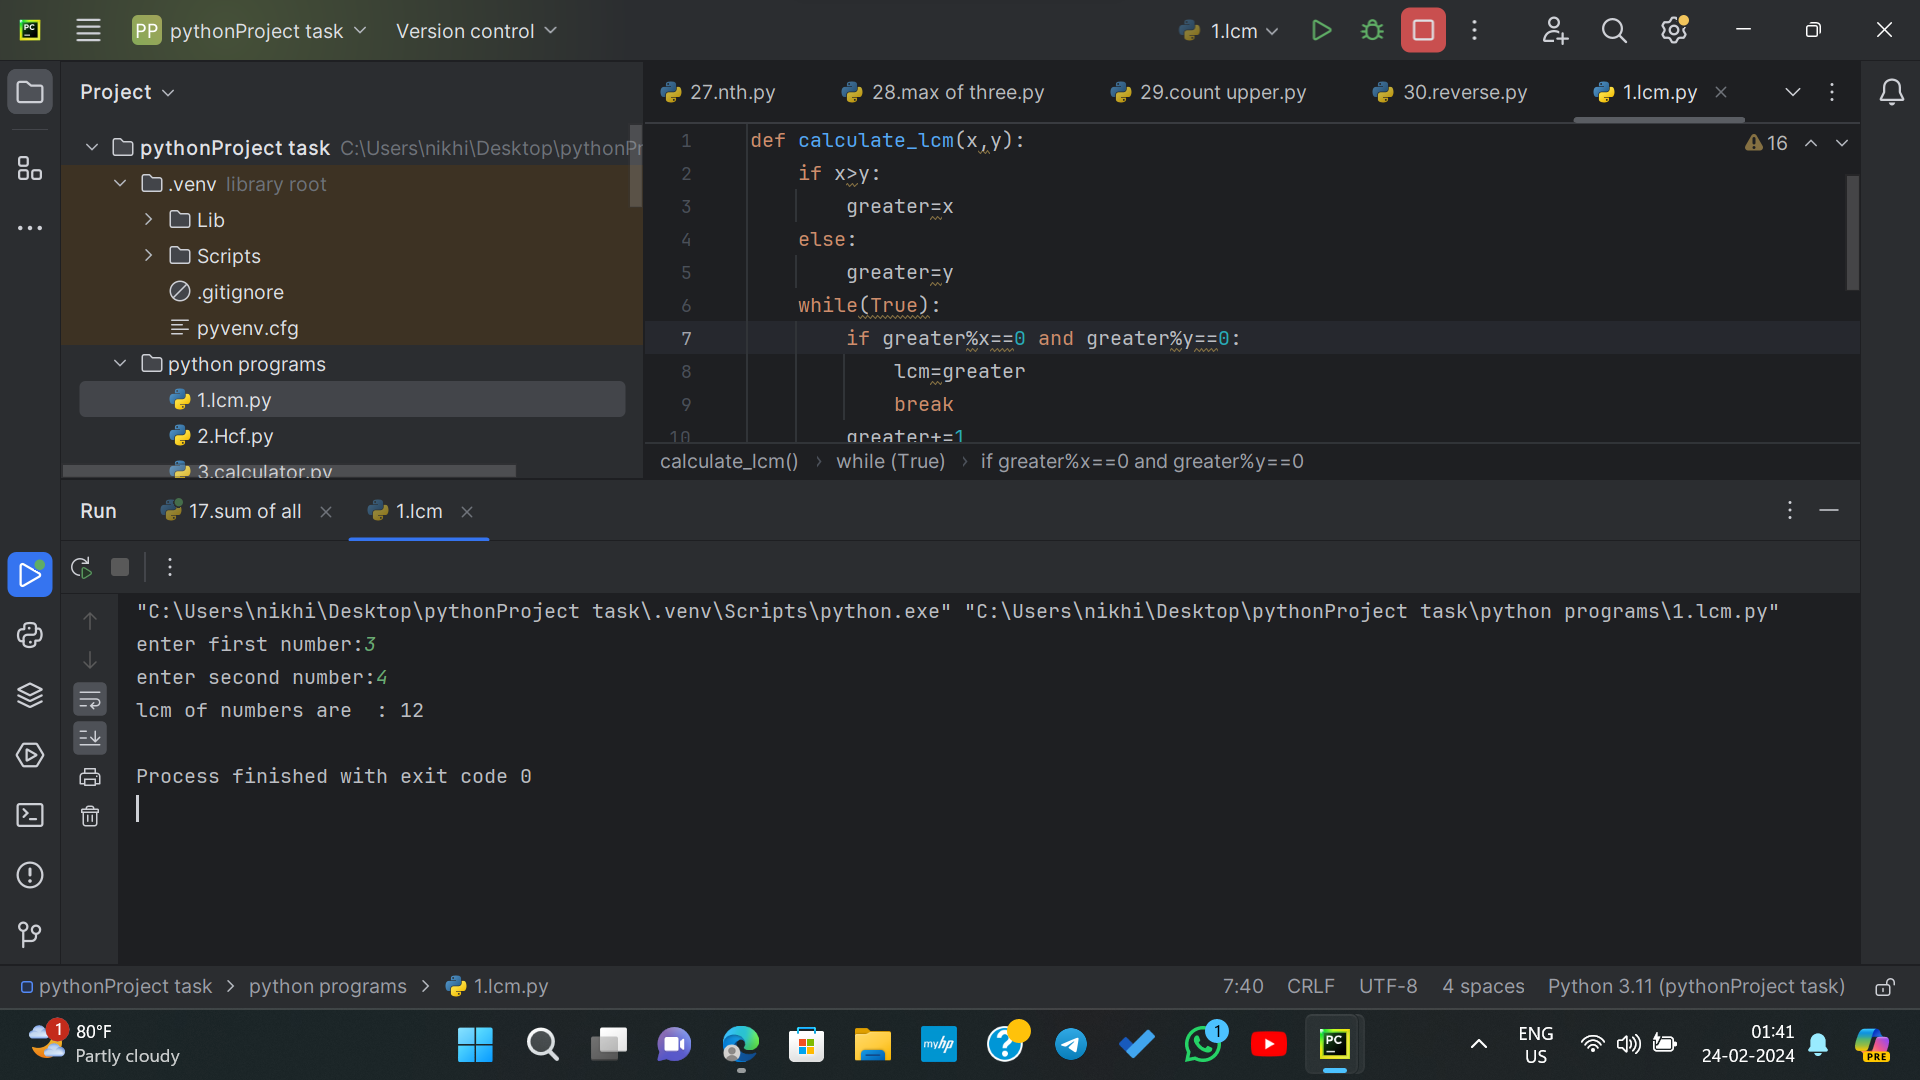 PP pythonProject task Version control 1.lcm
Project 27.nth.py 28.max of three.py 29.count upper.py 30.reverse.py 1.lcm.py
pythonProject task C:\Users\nikhi\Desktop\pythonPr
.venv library root
Lib
Scripts
.gitignore
pyvenv.cfg
python programs
1.lcm.py
2.Hcf.py
3.calculator.py
16
1 def calculate_lcm(x,y):
2 if x>y:
3 greater=x
4 else:
5 greater=y
6 while(True):
7 if greater%x==0 and greater%y==0:
8 lcm=greater
9 break
10 greater+=1
calculate_lcm() › while (True) › if greater%x==0 and greater%y==0
Run 17.sum of all 1.lcm
"C:\Users\nikhi\Desktop\pythonProject task\.venv\Scripts\python.exe" "C:\Users\nikhi\Desktop\pythonProject task\python programs\1.lcm.py"
enter first number:3
enter second number:4
lcm of numbers are  : 12
Process finished with exit code 0
pythonProject task > python programs > 1.lcm.py 7:40 CRLF UTF-8 4 spaces Python 3.11 (pythonProject task)
1 80°F
Partly cloudy
myhp
1
PC
ENG
US
01:41
24-02-2024
PRE